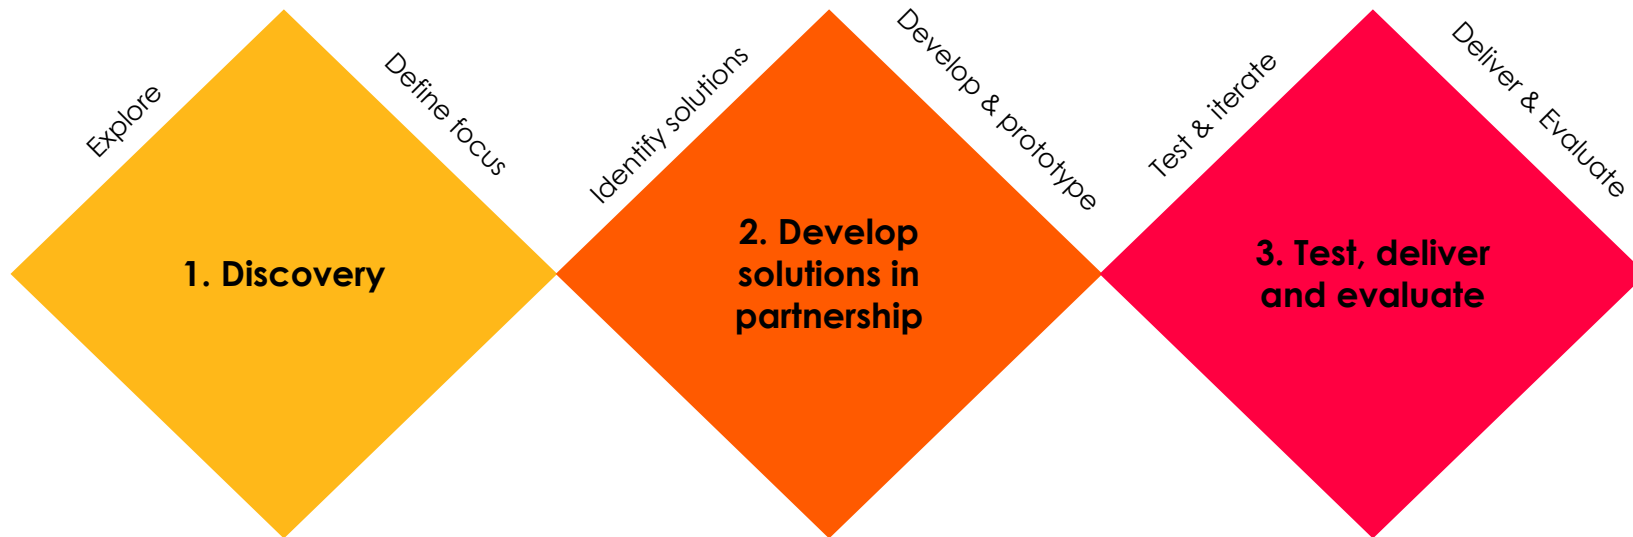 Explore
Define focus
1. Discovery
Identify solutions
Develop & prototype
2. Develop
solutions in
partnership
Test & iterate
Deliver & Evaluate
3. Test, deliver
and evaluate